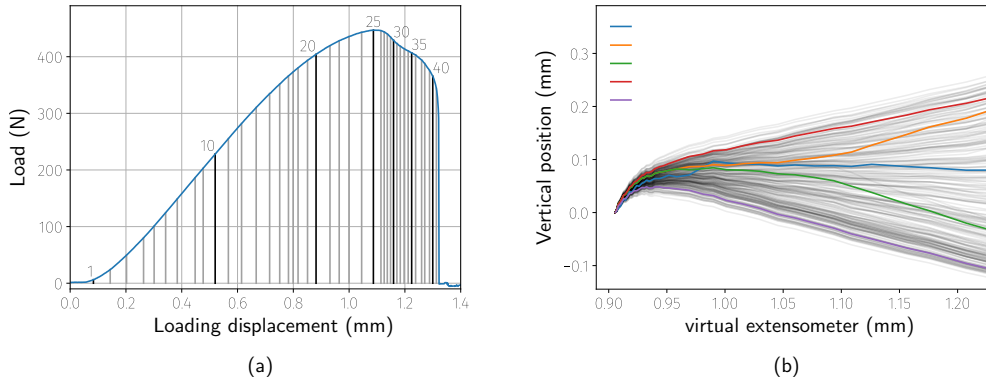 400
300
200
100
0
Load (N)
1
10
20
25
30
35
40
0.0 0.2 0.4 0.6 0.8 1.0 1.2 1.4
Loading displacement (mm)
(a)
0.3
0.2
0.1
0.0
−0.1
Vertical position (mm)
0.90 0.95 1.00 1.05 1.10 1.15 1.20
virtual extensometer (mm)
(b)